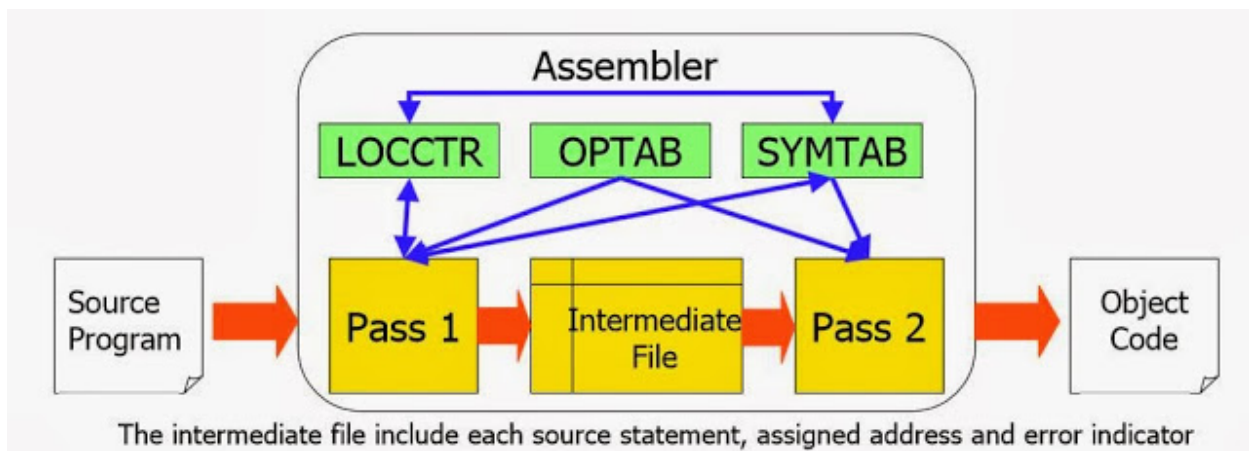 Assembler
LOCCTR
OPTAB
SYMTAB
Source
Program
Pass 1
Intermediate
File
Pass 2
Object
Code
The intermediate file include each source statement, assigned address and error indicator